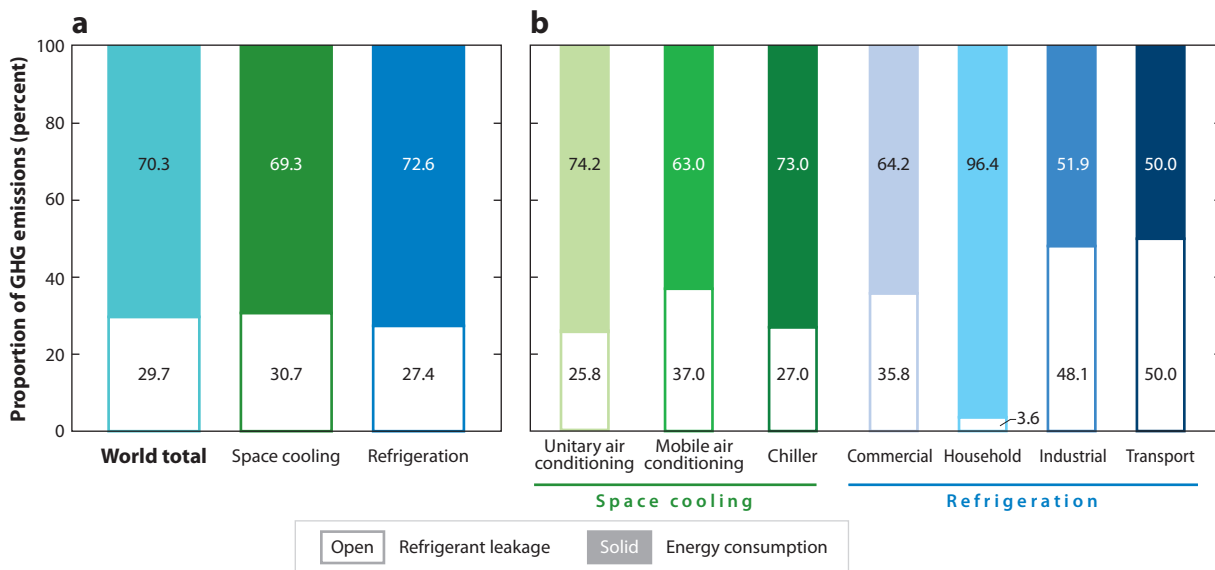 a
Proportion of GHG emissions (percent)
100
80
60
40
20
0
70.3
69.3
72.6
29.7
30.7
27.4
World total
Space cooling
Refrigeration
b
74.2
63.0
73.0
64.2
96.4
51.9
50.0
25.8
37.0
27.0
35.8
3.6
48.1
50.0
Unitary air
conditioning
Mobile air
conditioning
Chiller
Commercial
Household
Industrial
Transport
Space cooling
Refrigeration
Open Refrigerant leakage
Solid Energy consumption